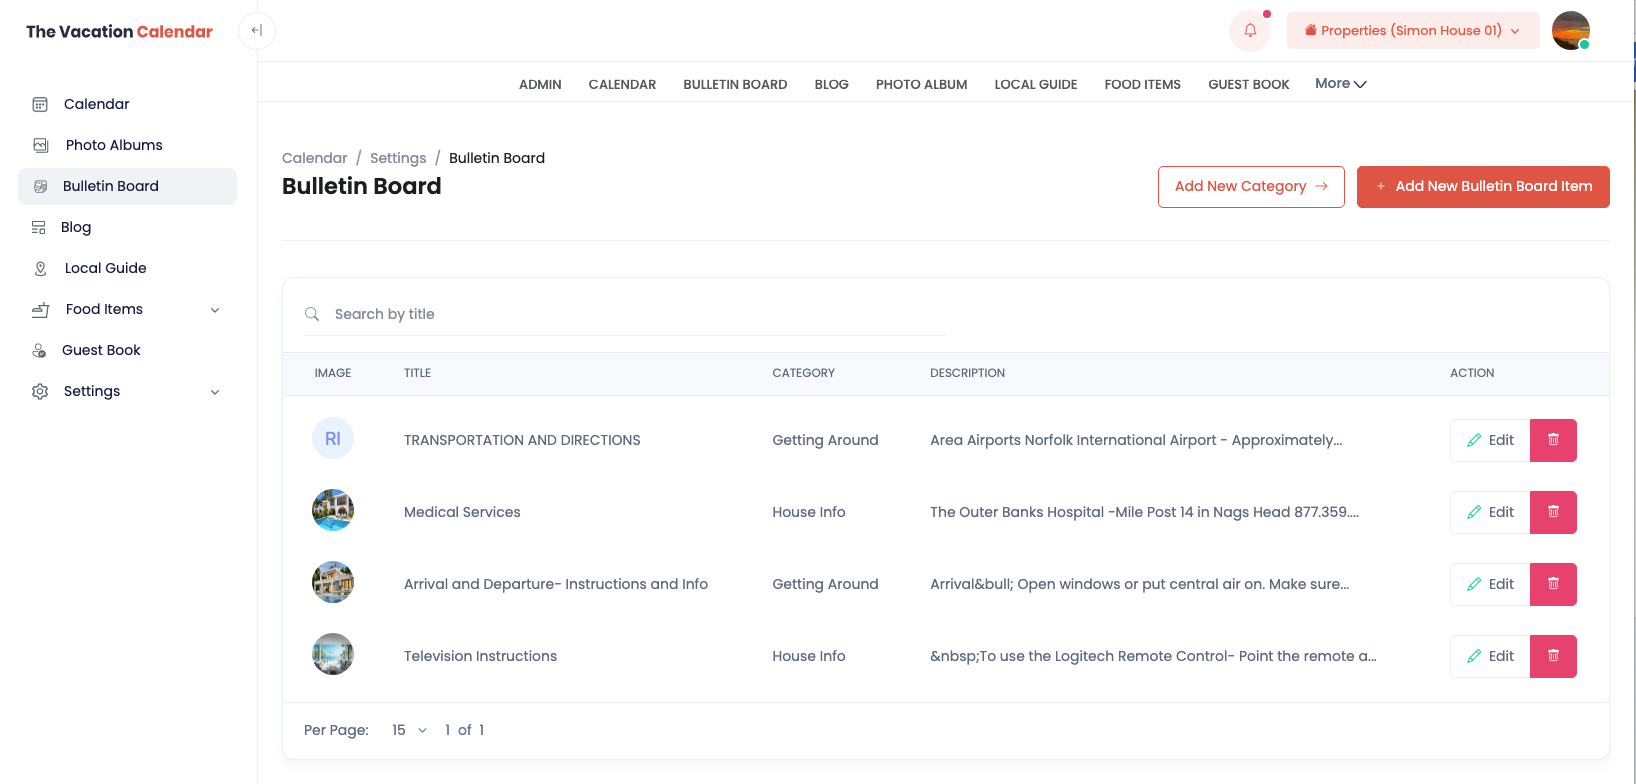 The Vacation Calendar
Properties (Simon House 01)
ADMIN CALENDAR BULLETIN BOARD BLOG PHOTO ALBUM LOCAL GUIDE FOOD ITEMS GUEST BOOK More
Calendar
Photo Albums
Bulletin Board
Blog
Local Guide
Food Items
Guest Book
Settings
Calendar / Settings / Bulletin Board
Bulletin Board
Add New Category
+ Add New Bulletin Board Item
Search by title
IMAGE TITLE CATEGORY DESCRIPTION ACTION
RI TRANSPORTATION AND DIRECTIONS Getting Around Area Airports Norfolk International Airport - Approximately... Edit
Medical Services House Info The Outer Banks Hospital -Mile Post 14 in Nags Head 877.359.... Edit
Arrival and Departure- Instructions and Info Getting Around Arrival&bull; Open windows or put central air on. Make sure... Edit
Television Instructions House Info &nbsp;To use the Logitech Remote Control- Point the remote a... Edit
Per Page: 15 1 of 1